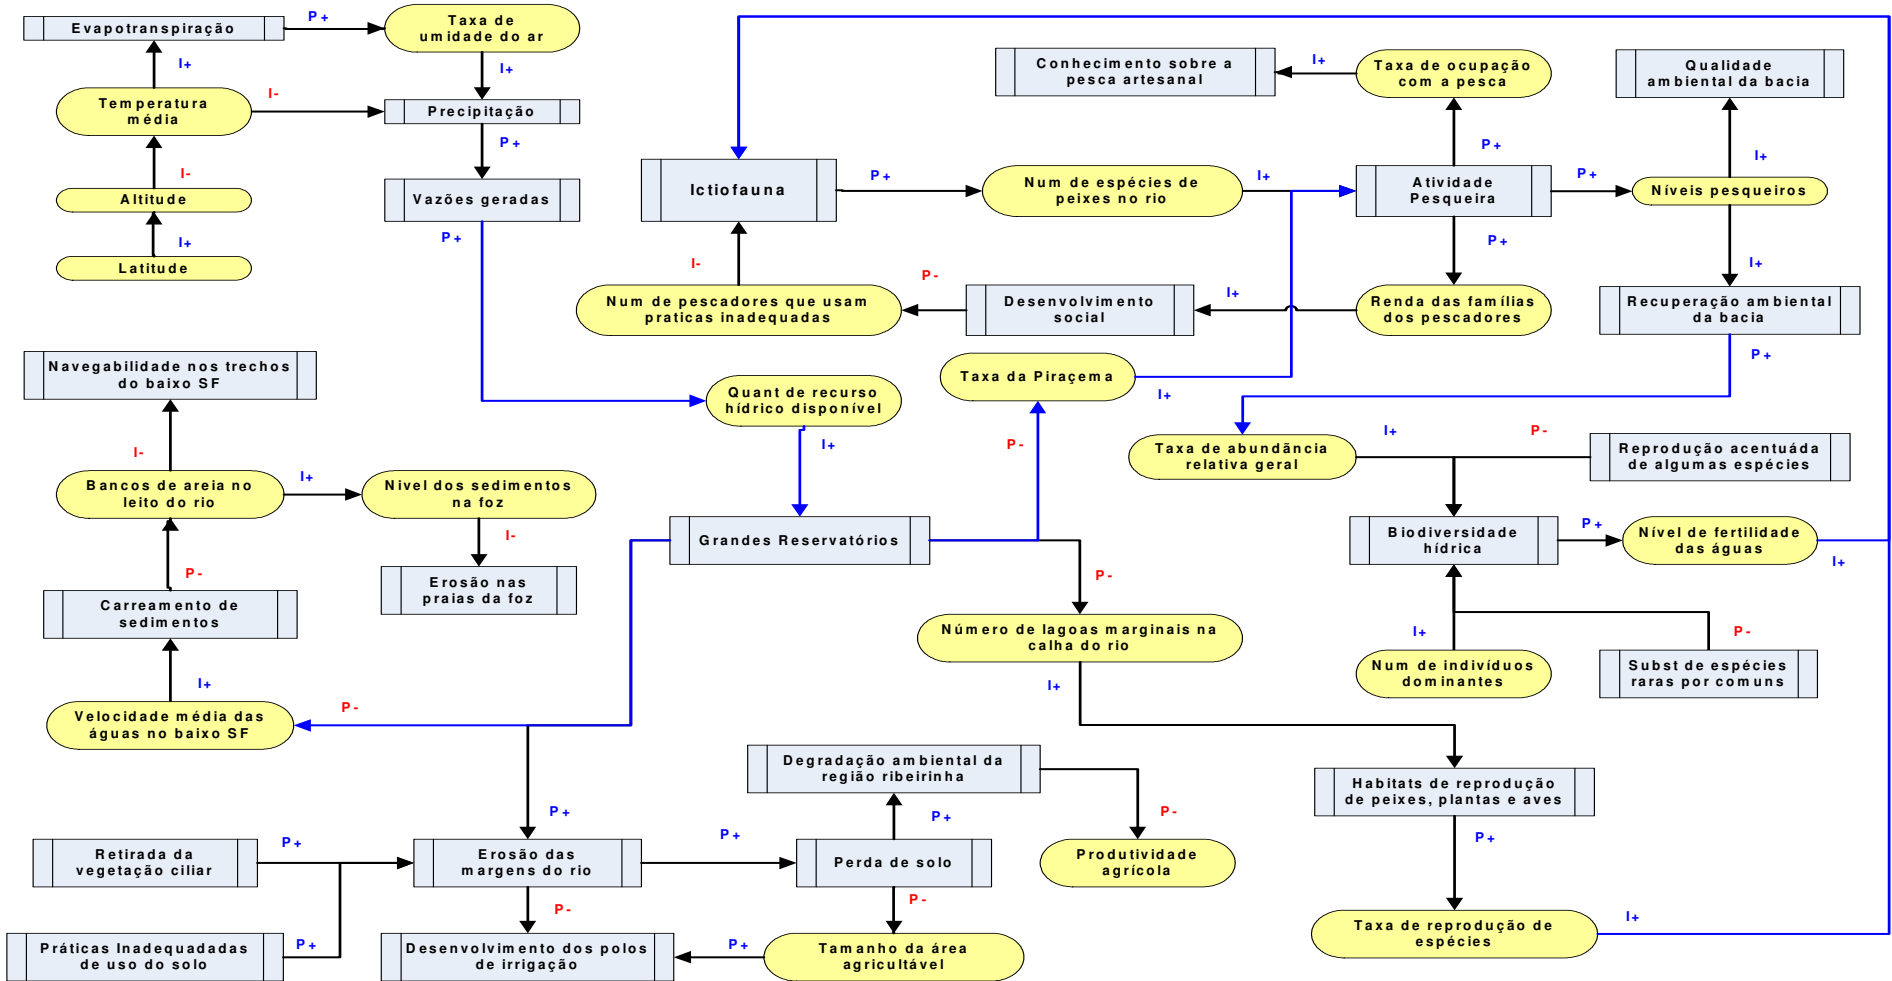 Evapotranspiração
P+
Taxa de
umidade do ar
I+
I+
Temperatura
média
I-
Precipitação
P+
I-
Altitude
I+
Latitude
Vazões geradas
P+
Conhecimento sobre a
pesca artesanal
I+
Taxa de ocupação
com a pesca
Qualidade
ambiental da bacia
P+
I+
Ictiofauna
P+
Num de espécies de
peixes no rio
I+
Atividade
Pesqueira
P+
Níveis pesqueiros
I-
P-
I+
P+
I+
Num de pescadores que usam
praticas inadequadas
Desenvolvimento
social
Renda das famílias
dos pescadores
Recuperação ambiental
da bacia
P+
Navegabilidade nos trechos
do baixo SF
Taxa da Piraçema
I+
Quant de recurso
hídrico disponível
I+
P-
I-
Bancos de areia no
leito do rio
I+
Nivel dos sedimentos
na foz
I-
Erosão nas
praias da foz
P-
Carreamento de
sedimentos
I+
Velocidade média das
águas no baixo SF
P-
Grandes Reservatórios
P-
Número de lagoas marginais na
calha do rio
I+
Taxa de abundância
relativa geral
I+
P-
Reprodução acentuáda
de algumas espécies
Biodiversidade
hídrica
P+
Nível de fertilidade
das águas
I+
I+
P-
Num de indivíduos
dominantes
Subst de espécies
raras por comuns
Degradação ambiental da
região ribeirinha
P-
Produtividade
agrícola
Habitats de reprodução
de peixes, plantas e aves
P+
Taxa de reprodução de
espécies
I+
P+
P+
Retirada da
vegetação ciliar
P+
Erosão das
margens do rio
P+
Perda de solo
P-
P-
Práticas Inadequadadas
de uso do solo
P+
Desenvolvimento dos polos
de irrigação
P+
Tamanho da área
agricultável